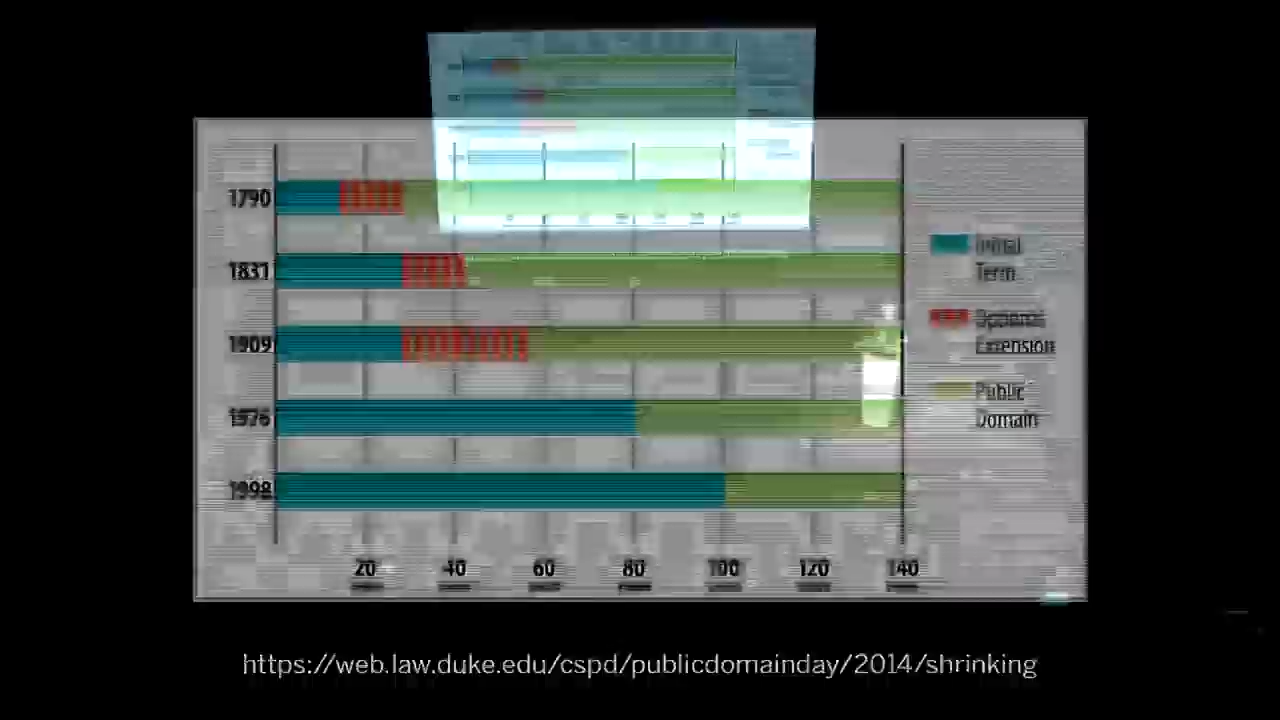 1790
1831
1909
1976
1998
20
40
60
80
100
120
140
Initial
Term
Optional
Extension
Public
Domain
https://web.law.duke.edu/cspd/publicdomainday/2014/shrinking